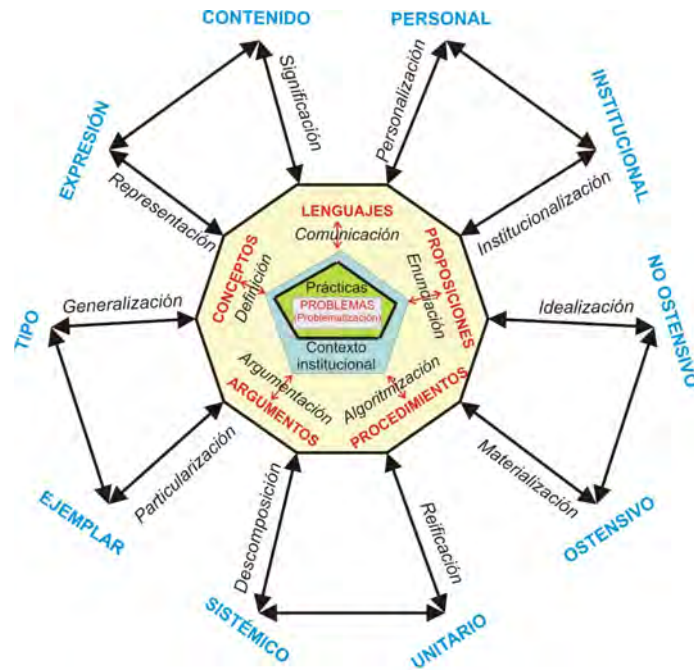 CONTENIDO
PERSONAL
EXPRESIÓN
Significación
Personalización
INSTITUCIONAL
Representación
Institucionalización
LENGUAJES
Comunicación
CONCEPTOS
Definición
PROPOSICIONES
Enunciación
Prácticas
PROBLEMAS
(Problematización)
Contexto
institucional
TIPO
Generalización
Idealización
NO OSTENSIVO
Argumentación
ARGUMENTOS
Algoritmización
PROCEDIMIENTOS
EJEMPLAR
Particularización
Materialización
OSTENSIVO
Descomposición
Reificación
SISTÉMICO
UNITARIO